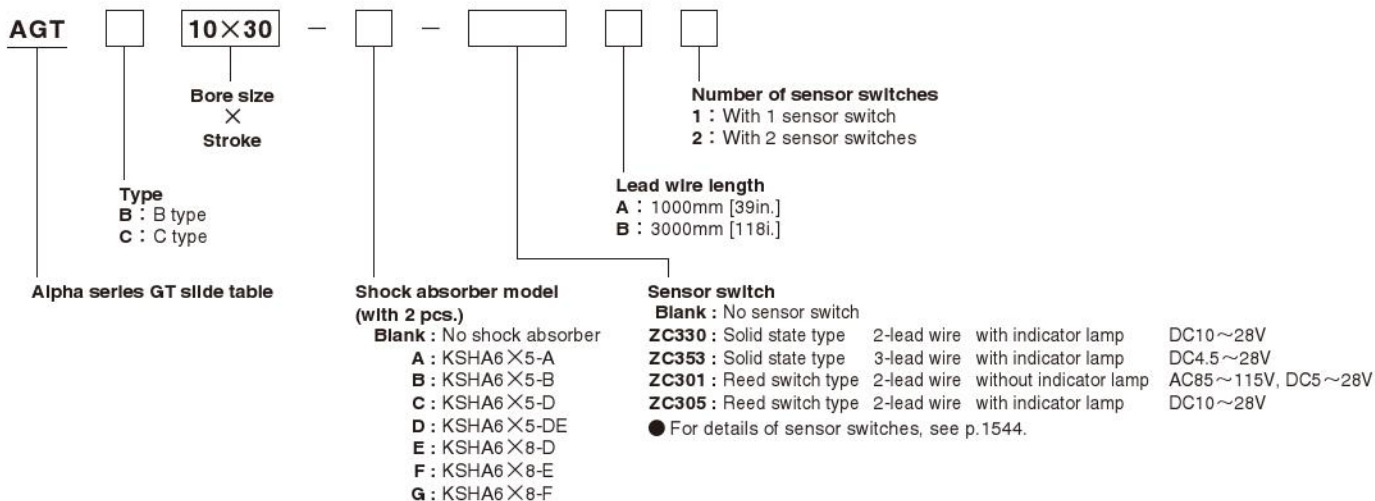 AGT □ 10×30 − □ − □ □ □
Bore size
×
Stroke
Number of sensor switches
1 : With 1 sensor switch
2 : With 2 sensor switches
Type
B : B type
C : C type
Lead wire length
A : 1000mm [39in.]
B : 3000mm [118i.]
Alpha series GT slide table
Shock absorber model
(with 2 pcs.)
Blank : No shock absorber
A : KSHA6×5-A
B : KSHA6×5-B
C : KSHA6×5-D
D : KSHA6×5-DE
E : KSHA6×8-D
F : KSHA6×8-E
G : KSHA6×8-F
Sensor switch
Blank : No sensor switch
ZC330 : Solid state type 2-lead wire with indicator lamp DC10～28V
ZC353 : Solid state type 3-lead wire with indicator lamp DC4.5～28V
ZC301 : Reed switch type 2-lead wire without indicator lamp AC85～115V, DC5～28V
ZC305 : Reed switch type 2-lead wire with indicator lamp DC10～28V
● For details of sensor switches, see p.1544.